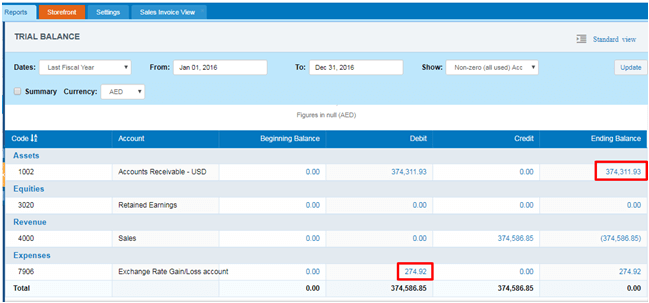 Reports Storefront Settings Sales Invoice View
TRIAL BALANCE Standard view
Dates: Last Fiscal Year From: Jan 01, 2016 To: Dec 31, 2016 Show: Non-zero (all used) Acc Update
Summary Currency: AED
Figures in null (AED)
Code Account Beginning Balance Debit Credit Ending Balance
Assets
1002 Accounts Receivable - USD 0.00 374,311.93 0.00 374,311.93
Equities
3020 Retained Earnings 0.00 0.00 0.00 0.00
Revenue
4000 Sales 0.00 0.00 374,586.85 (374,586.85)
Expenses
7906 Exchange Rate Gain/Loss account 0.00 274.92 0.00 274.92
Total 0.00 374,586.85 374,586.85 0.00